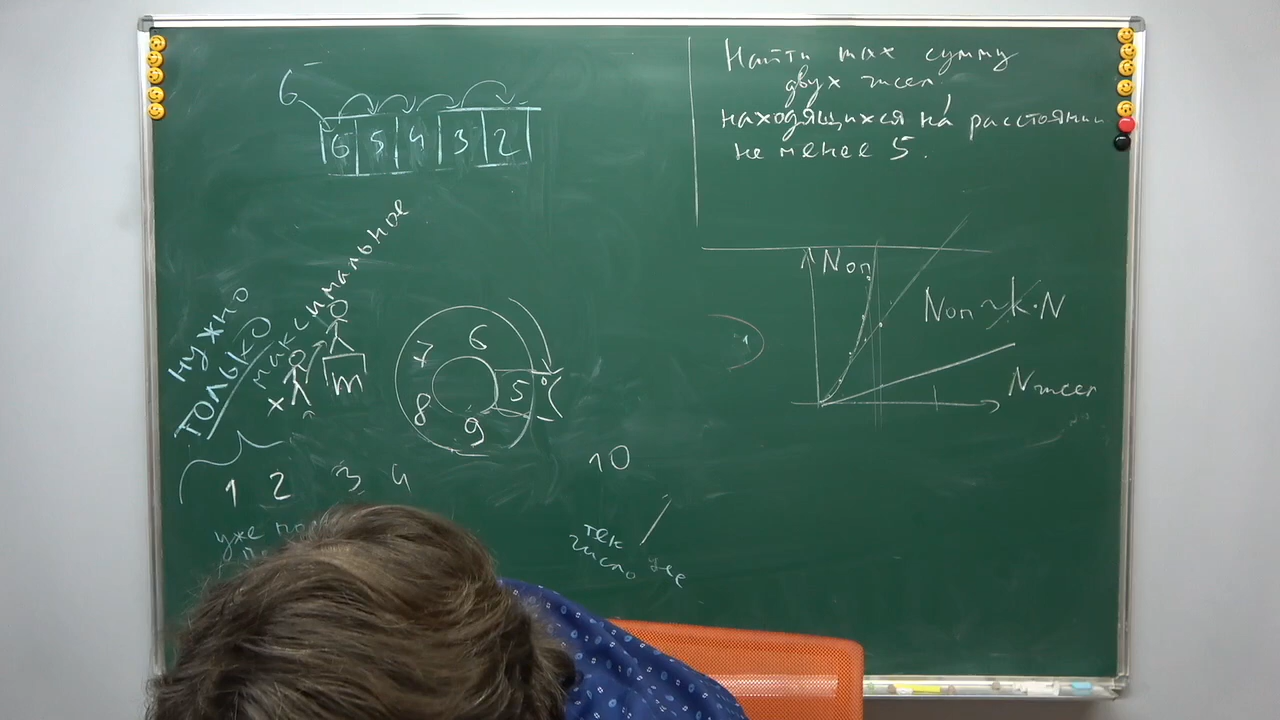 Найти max сумму
двух чисел,
находящихся на расстоянии
не менее 5.
6
6 5 4 3 2
нужно
только
максимальное
x
m
6
7
5
8
9
1 2 3 4
10
уже
тек
число
Nоп
Nоп ~ k·N
Nчисел